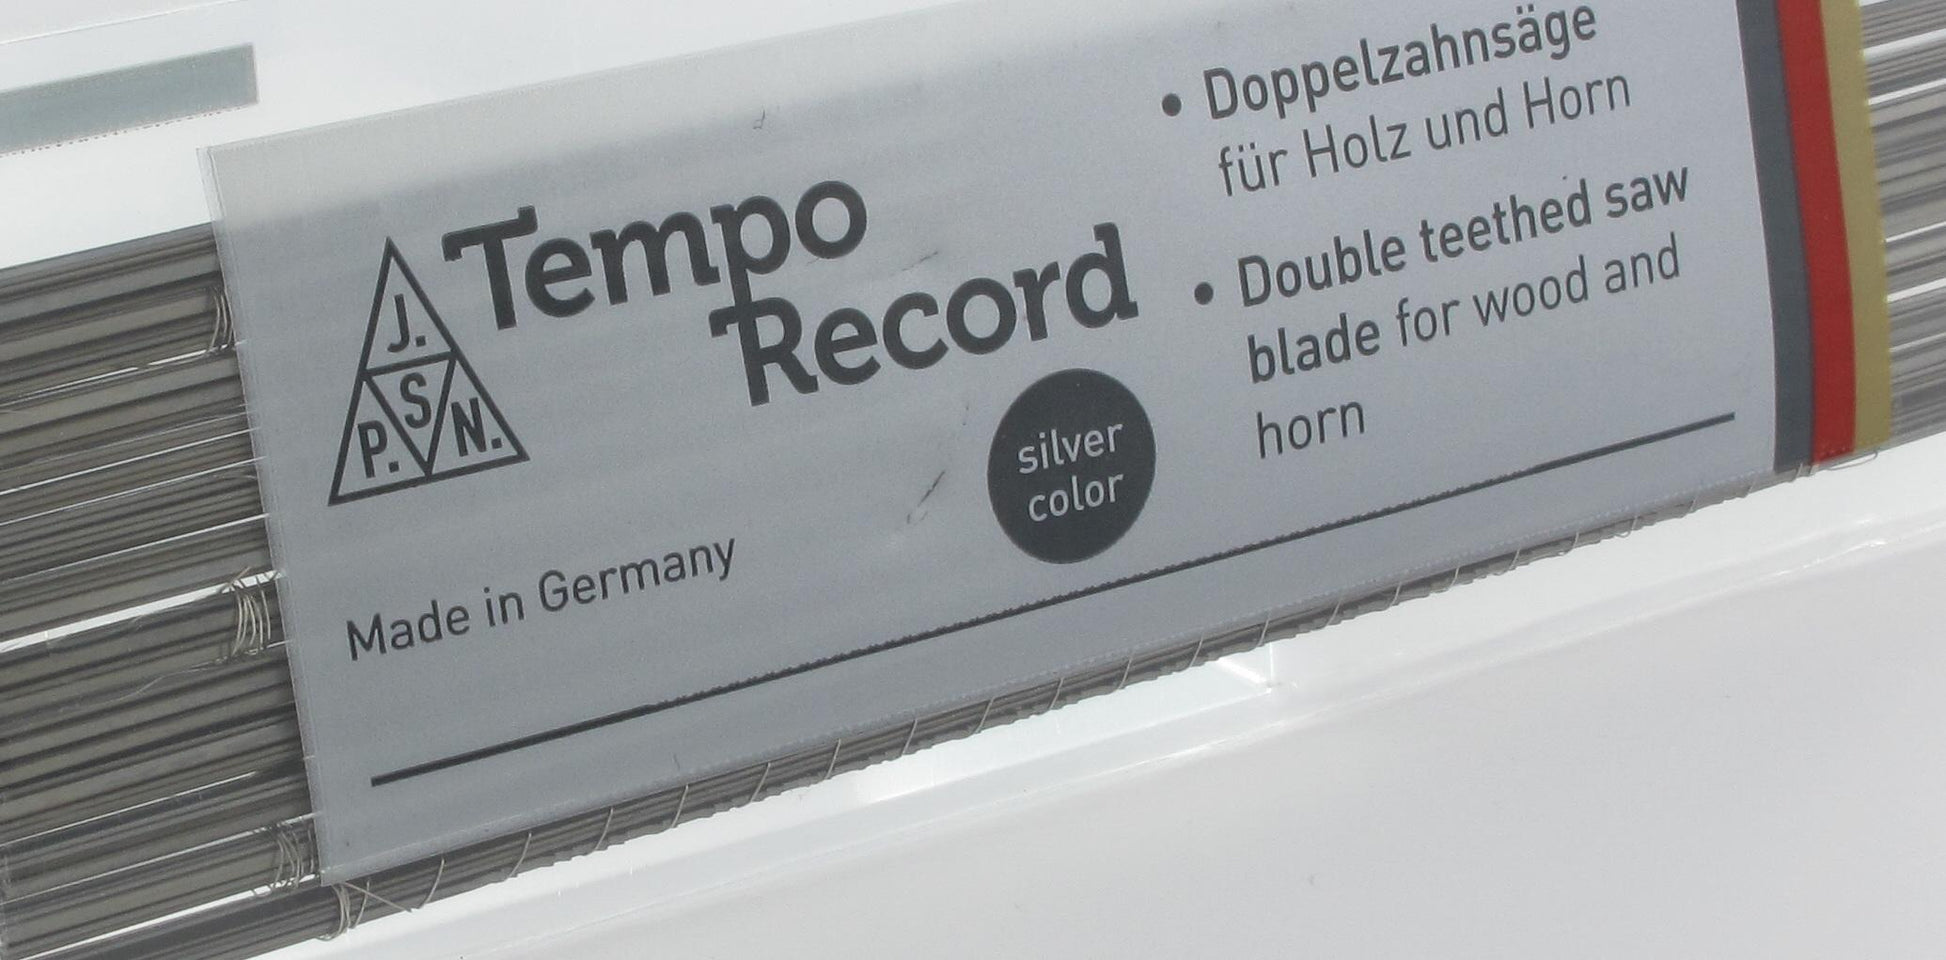 J.
S
P. N.
Tempo
Record
silver
color
Made in Germany
• Doppelzahnsäge
für Holz und Horn
• Double teethed saw
blade for wood and
horn